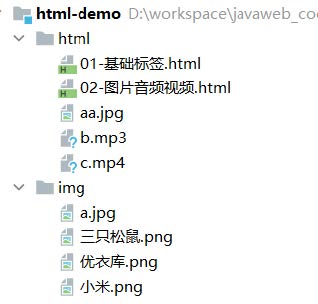 html-demo D:\workspace\javaweb_co
html
01-基础标签.html
02-图片音频视频.html
aa.jpg
b.mp3
c.mp4
img
a.jpg
三只松鼠.png
优衣库.png
小米.png